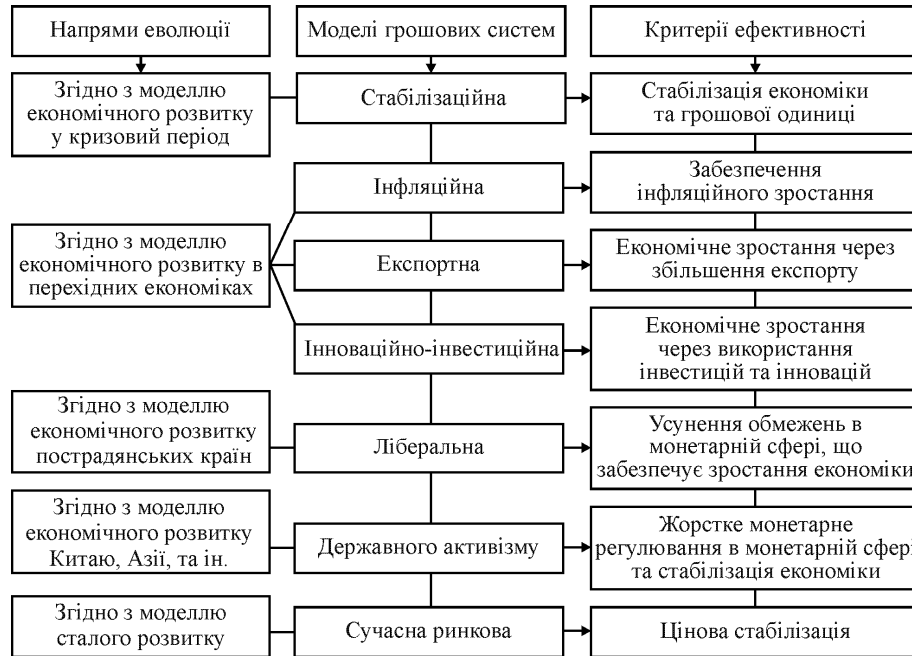 Напрями еволюції
Моделі грошових систем
Критерії ефективності
Згідно з моделлю
економічного розвитку
у кризовий період
Стабілізаційна
Стабілізація економіки
та грошової одиниці
Інфляційна
Забезпечення
інфляційного зростання
Згідно з моделлю
економічного розвитку в
перехідних економіках
Експортна
Економічне зростання через
збільшення експорту
Інноваційно-інвестиційна
Економічне зростання
через використання
інвестицій та інновацій
Згідно з моделлю
економічного розвитку
пострадянських країн
Ліберальна
Усунення обмежень в
монетарній сфері, що
забезпечує зростання економіки
Згідно з моделлю
економічного розвитку
Китаю, Азії, та ін.
Державного активізму
Жорстке монетарне
регулювання в монетарній сфері
та стабілізація економіки
Згідно з моделлю
сталого розвитку
Сучасна ринкова
Цінова стабілізація